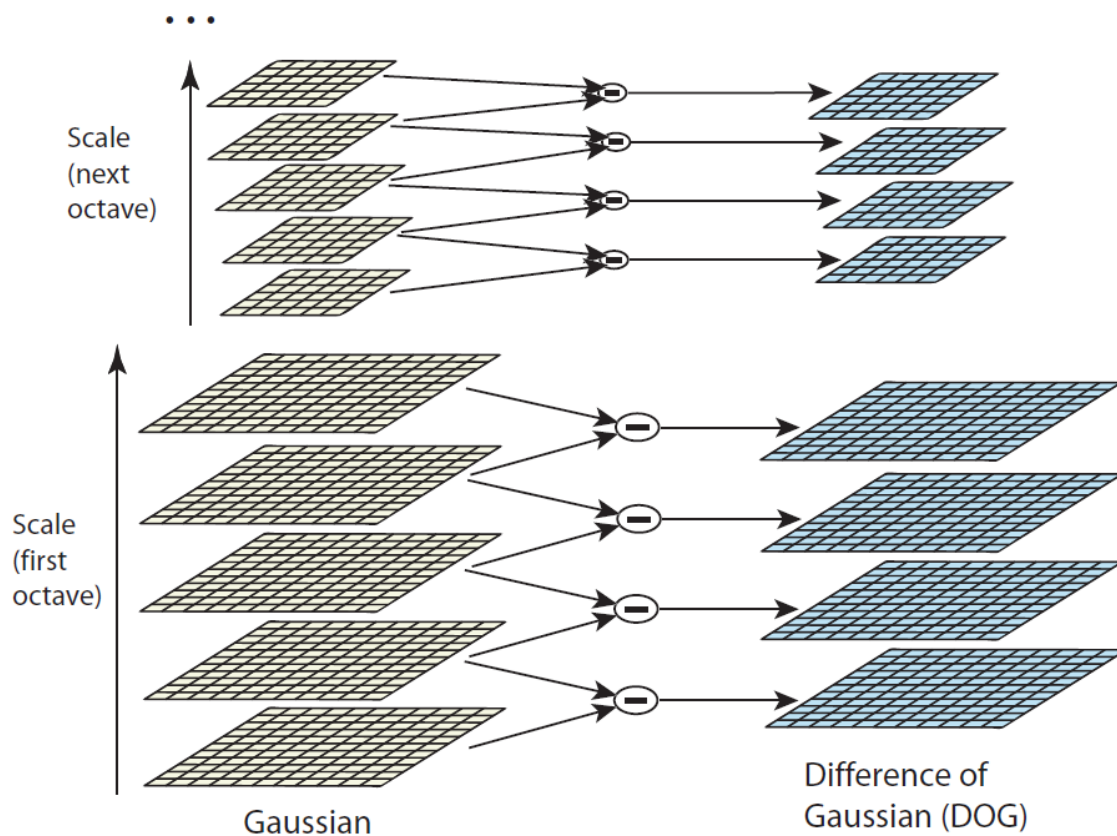 ...
Scale
(next
octave)
Scale
(first
octave)
Gaussian
Difference of
Gaussian (DOG)